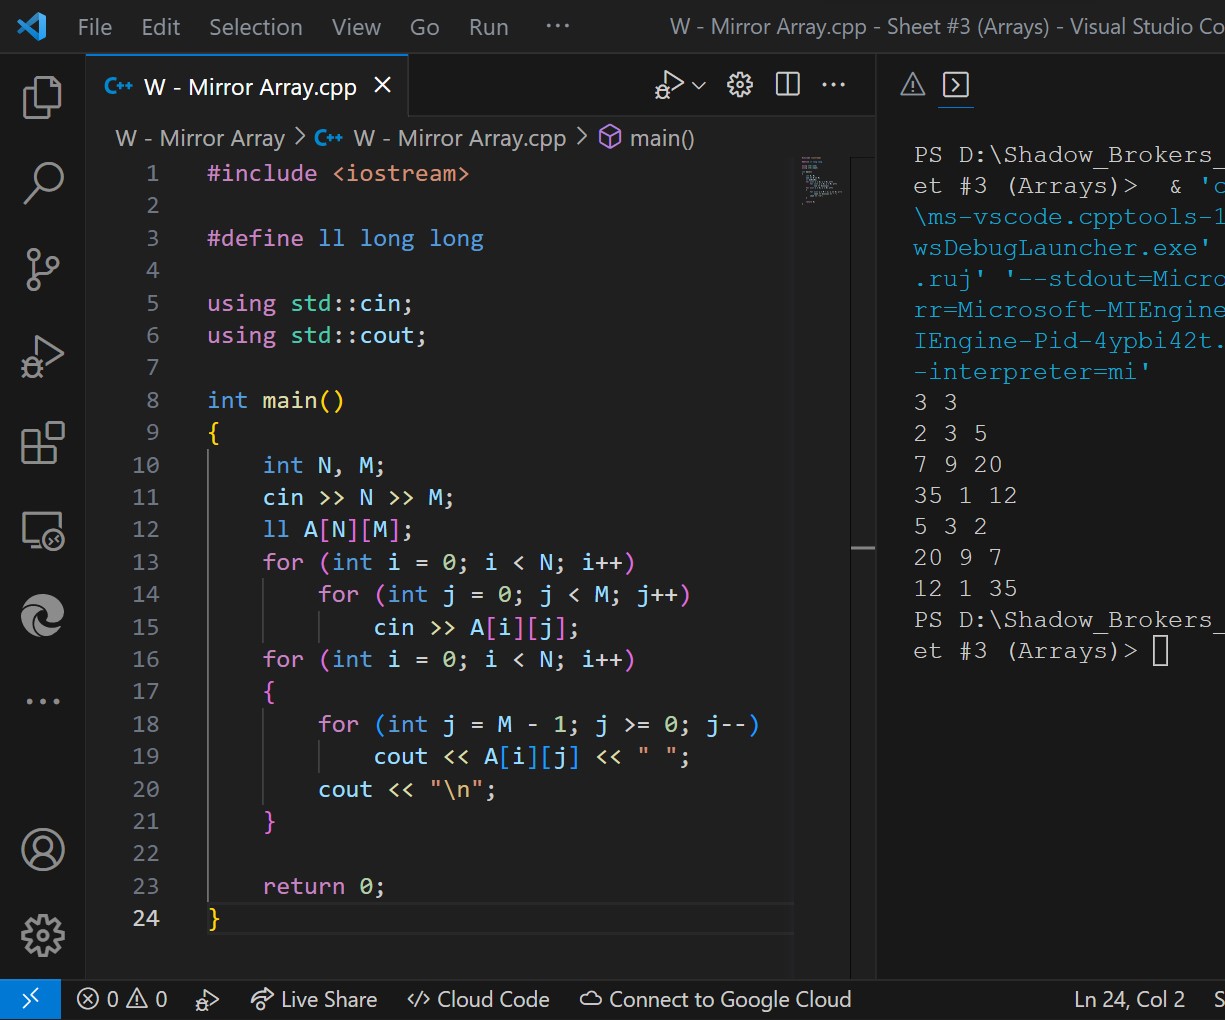 File Edit Selection View Go Run ··· W - Mirror Array.cpp - Sheet #3 (Arrays) - Visual Studio Co
C++ W - Mirror Array.cpp
W - Mirror Array > C++ W - Mirror Array.cpp > main()
1 #include <iostream>
2
3 #define ll long long
4
5 using std::cin;
6 using std::cout;
7
8 int main()
9 {
10     int N, M;
11     cin >> N >> M;
12     ll A[N][M];
13     for (int i = 0; i < N; i++)
14         for (int j = 0; j < M; j++)
15             cin >> A[i][j];
16     for (int i = 0; i < N; i++)
17     {
18         for (int j = M - 1; j >= 0; j--)
19             cout << A[i][j] << " ";
20         cout << "\n";
21     }
22
23     return 0;
24 }
PS D:\Shadow_Brokers_
et #3 (Arrays)> & 'c
\ms-vscode.cpptools-1
wsDebugLauncher.exe'
.ruj' '--stdout=Micro
rr=Microsoft-MIEngine
IEngine-Pid-4ypbi42t.
-interpreter=mi'
3 3
2 3 5
7 9 20
35 1 12
5 3 2
20 9 7
12 1 35
PS D:\Shadow_Brokers_
et #3 (Arrays)>
0 0 Live Share </> Cloud Code Connect to Google Cloud Ln 24, Col 2 S